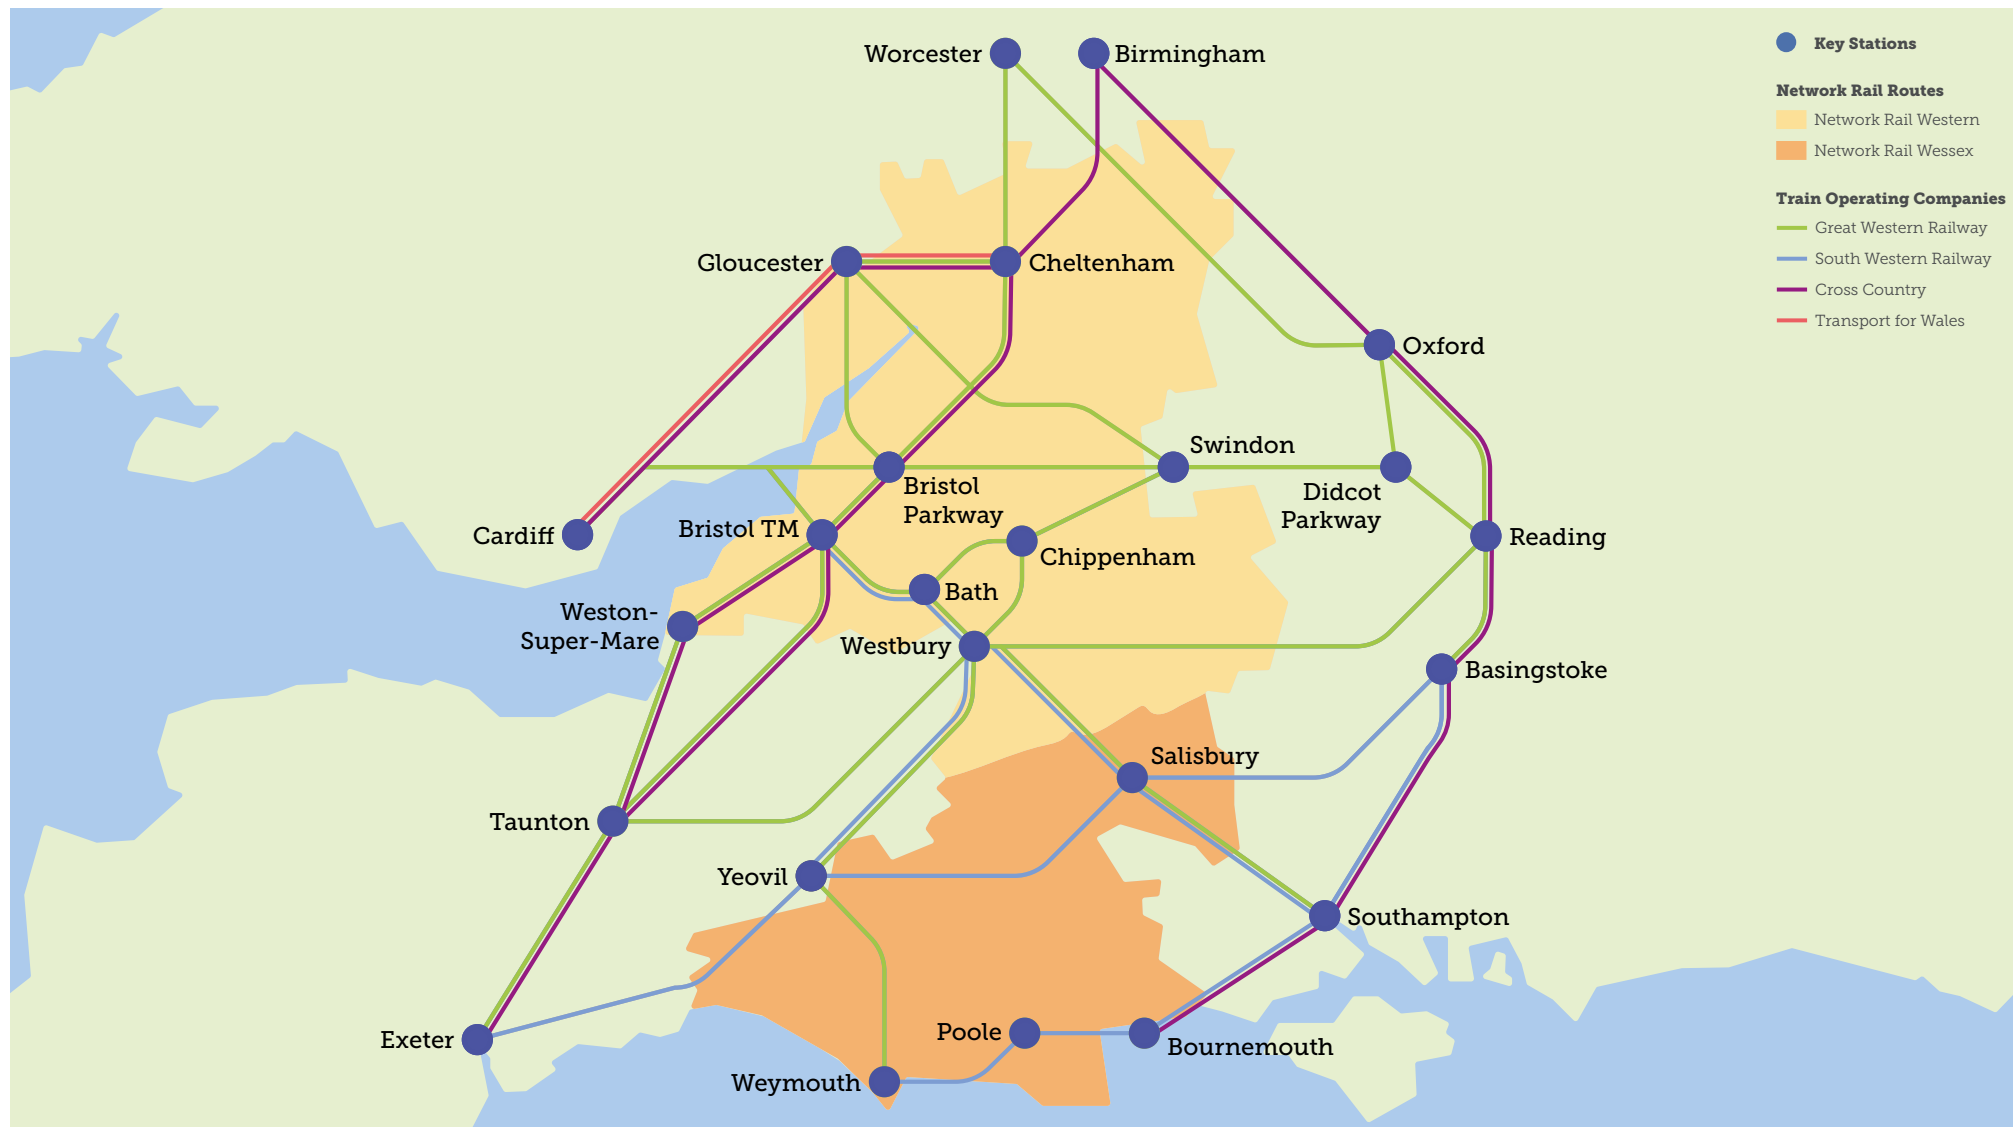 Worcester
Birmingham
Key Stations
Network Rail Routes
Network Rail Western
Network Rail Wessex
Train Operating Companies
Great Western Railway
South Western Railway
Cross Country
Transport for Wales
Gloucester
Cheltenham
Oxford
Swindon
Bristol
Parkway
Didcot
Parkway
Cardiff
Bristol TM
Reading
Chippenham
Bath
Weston-
Super-Mare
Westbury
Basingstoke
Salisbury
Taunton
Yeovil
Southampton
Exeter
Poole
Bournemouth
Weymouth